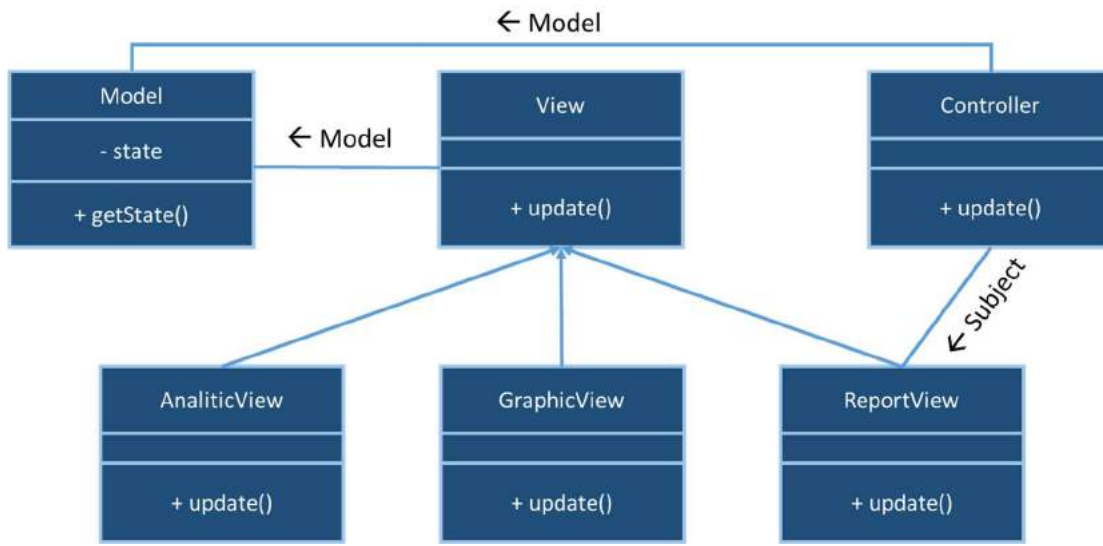 ← Model
Model
- state
+ getState()
← Model
View
+ update()
Controller
+ update()
← Subject
AnaliticView
+ update()
GraphicView
+ update()
ReportView
+ update()